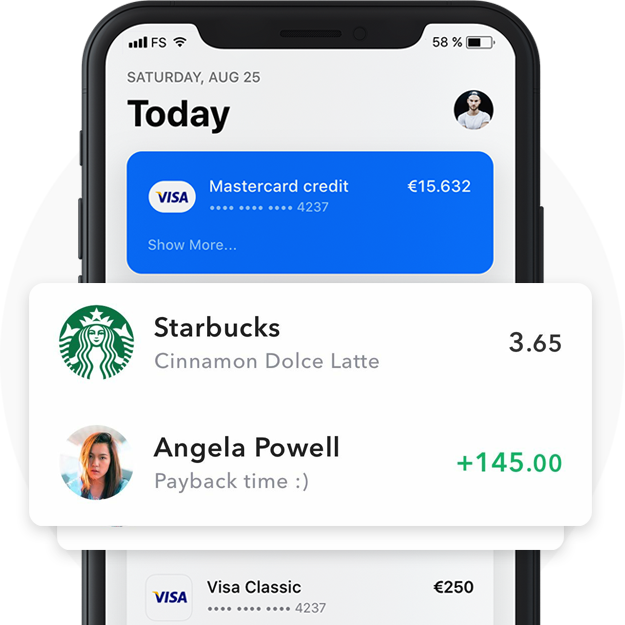 FS
58 %
SATURDAY, AUG 25
Today
VISA
Mastercard credit
€15.632
•••• •••• •••• 4237
Show More...
Starbucks
3.65
Cinnamon Dolce Latte
Angela Powell
+145.00
Payback time :)
VISA
Visa Classic
€250
•••• •••• •••• 4237